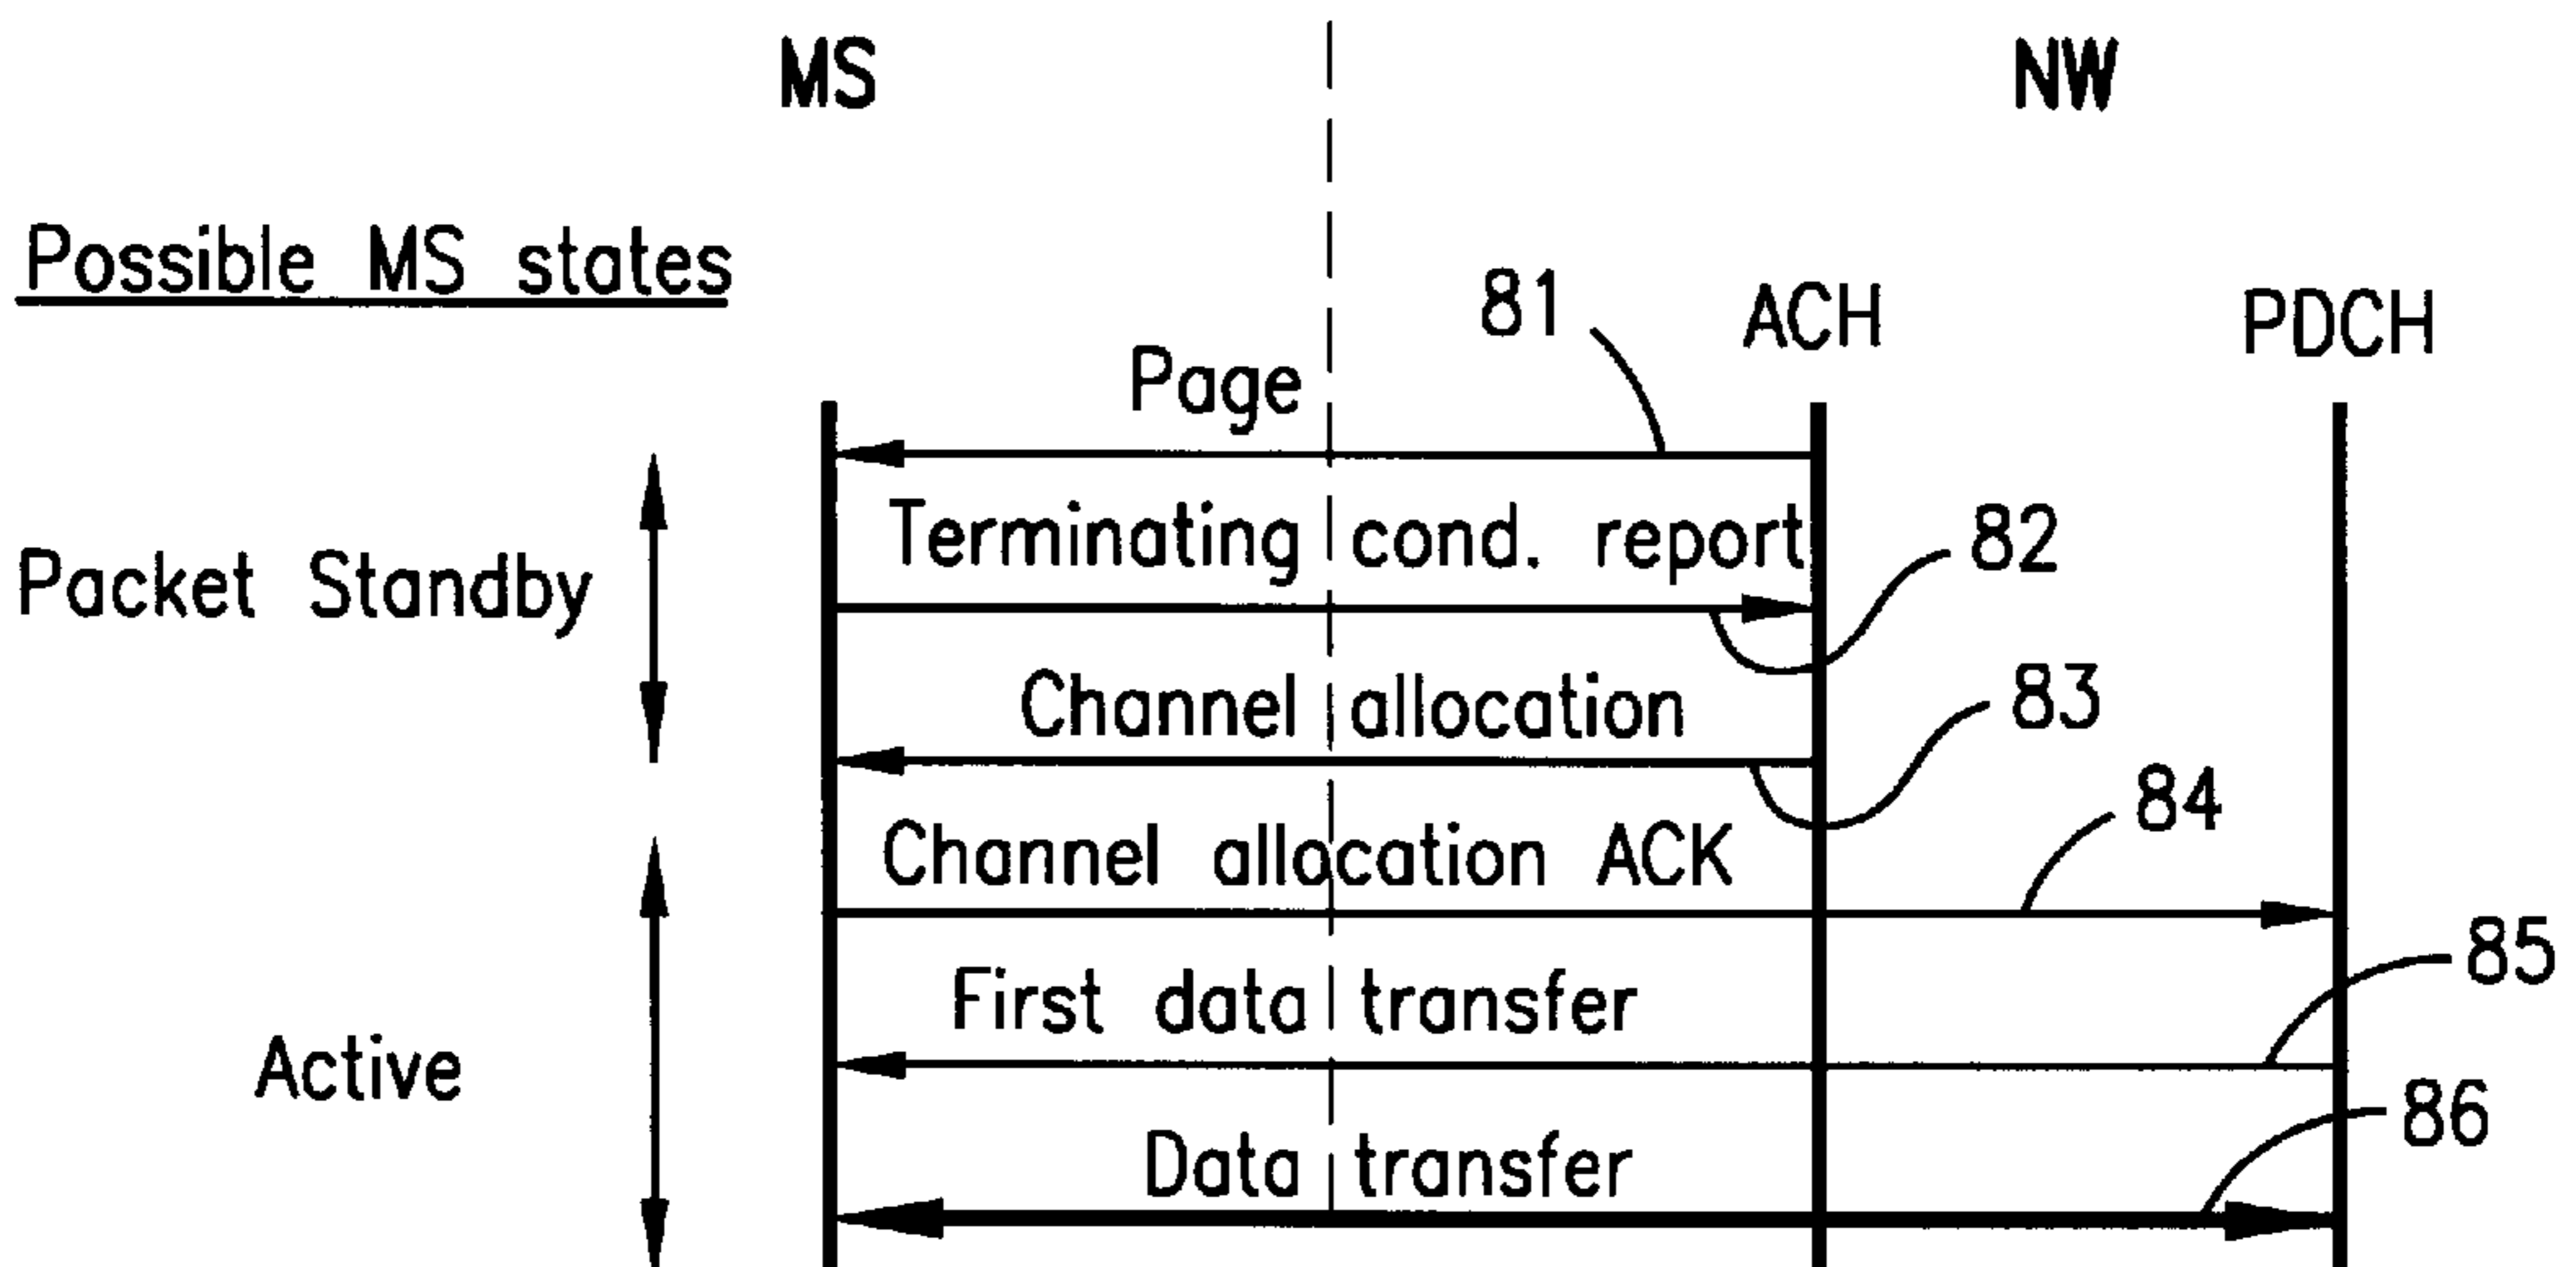 MS
NW
Possible MS states
81
ACH
PDCH
Page
Terminating cond. report
82
Packet Standby
Channel allocation
83
84
Channel allocation ACK
85
First data transfer
Active
86
Data transfer